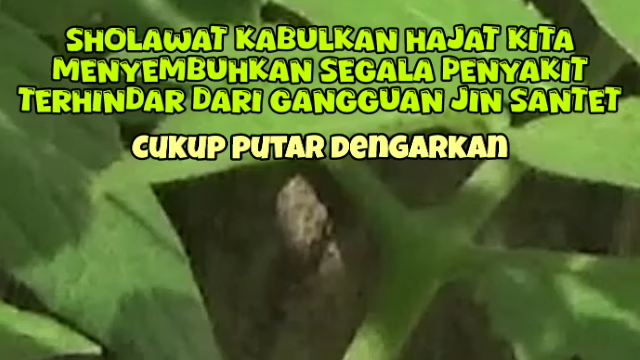 SHOLAWAT KABULKAN HAJAT KITA
MENYEMBUHKAN SEGALA PENYAKIT
TERHINDAR DARI GANGGUAN JIN SANTET
CUKUP PUTAR DENGARKAN